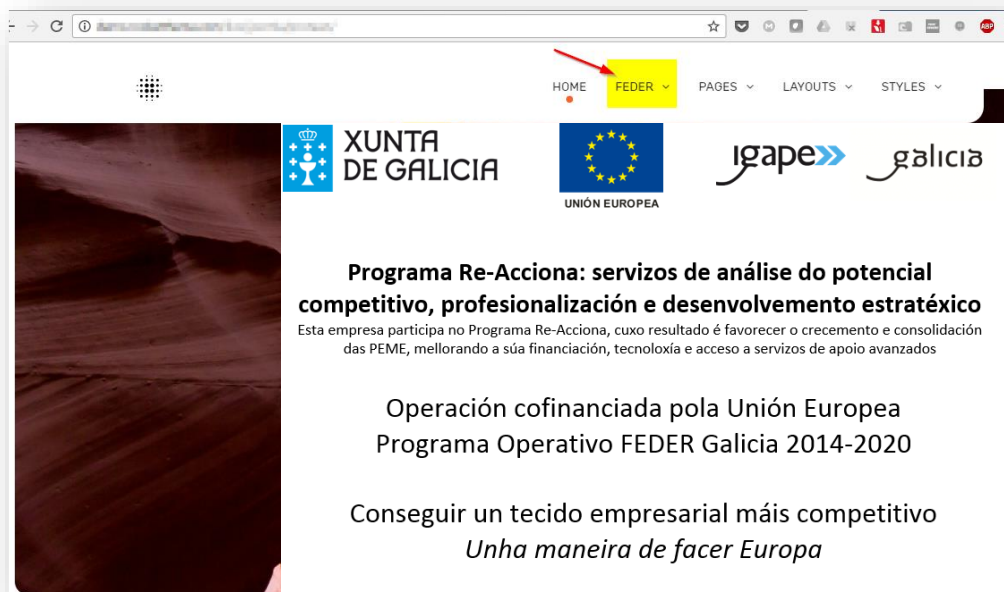 HOME FEDER PAGES LAYOUTS STYLES
ABP
XUNTA
DE GALICIA
UNIÓN EUROPEA
igape
galicia
Programa Re-Acciona: servizos de análise do potencial
competitivo, profesionalización e desenvolvemento estratéxico
Esta empresa participa no Programa Re-Acciona, cuxo resultado é favorecer o crecemento e consolidación
das PEME, mellorando a súa financiación, tecnoloxía e acceso a servizos de apoio avanzados
Operación cofinanciada pola Unión Europea
Programa Operativo FEDER Galicia 2014-2020
Conseguir un tecido empresarial máis competitivo
Unha maneira de facer Europa